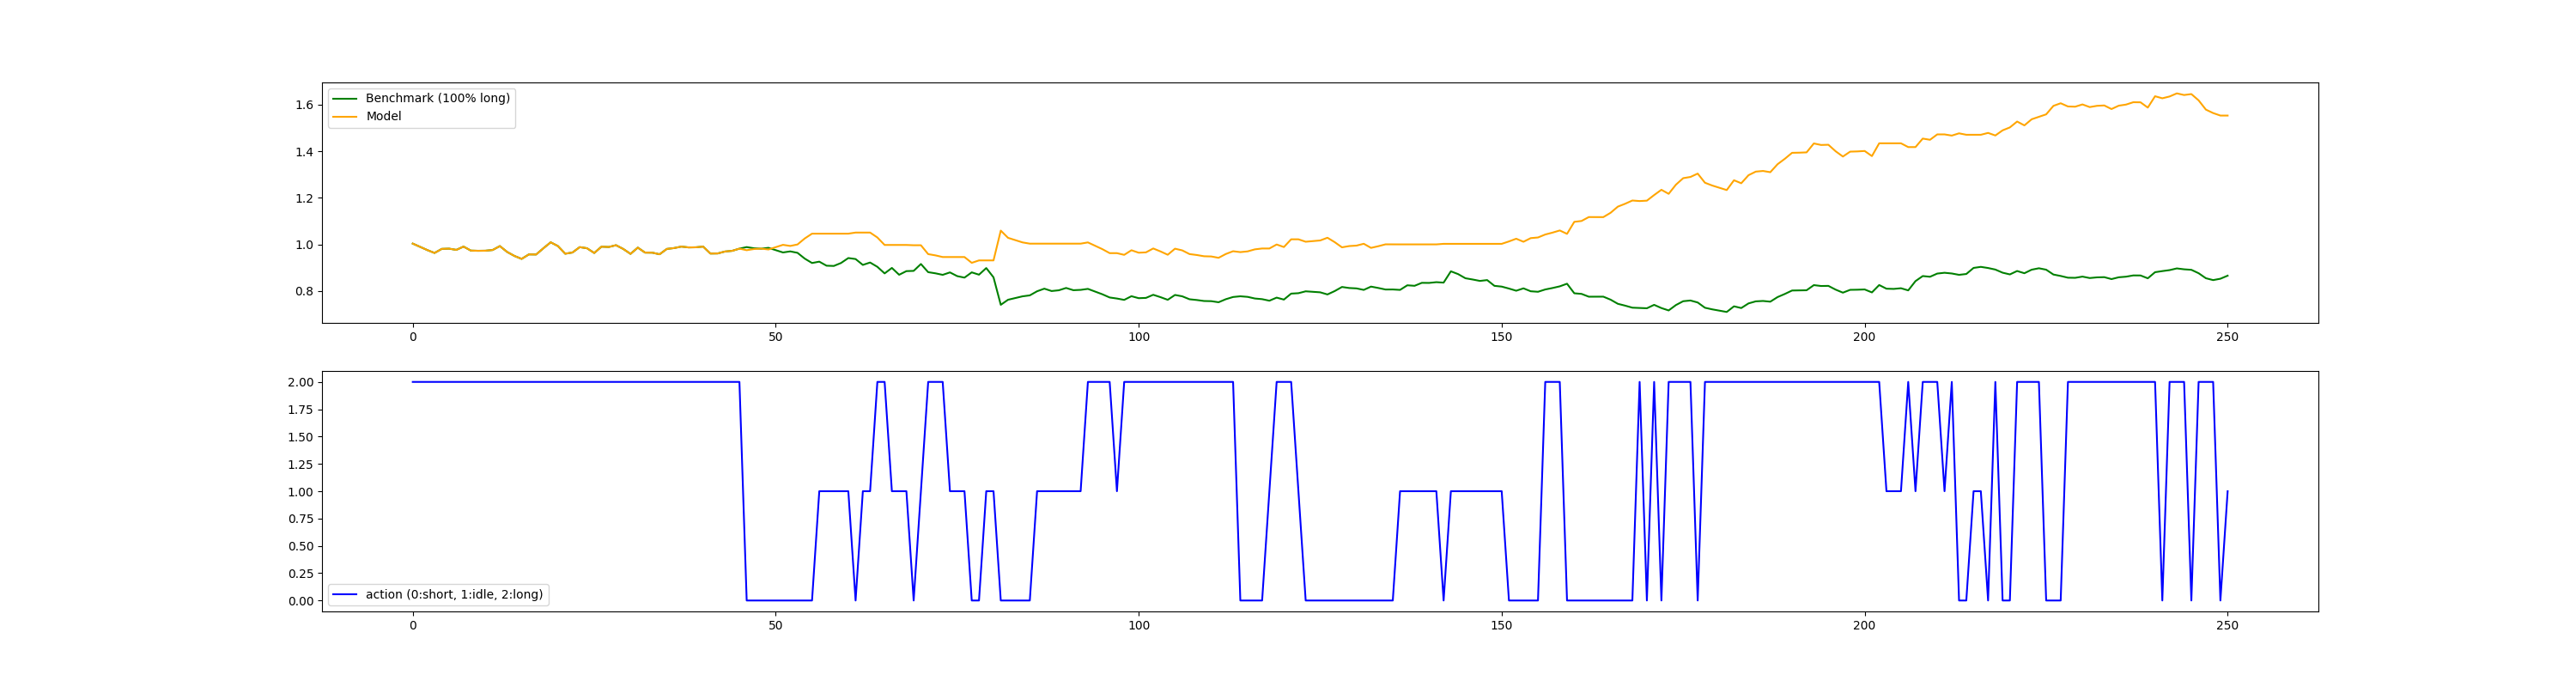 Benchmark (100% long)
Model
1.6
1.4
1.2
1.0
0.8
0 50 100 150 200 250
2.00
1.75
1.50
1.25
1.00
0.75
0.50
0.25
0.00
action (0:short, 1:idle, 2:long)
0 50 100 150 200 250